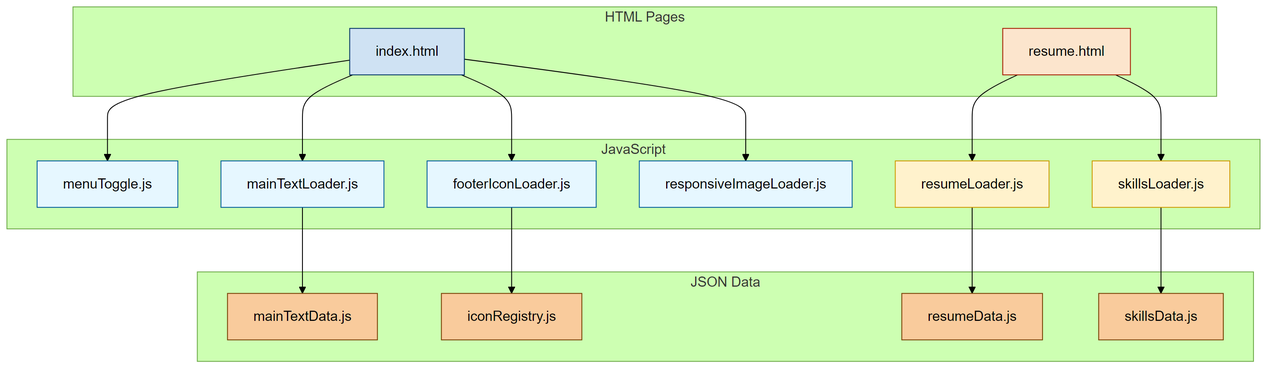 HTML Pages
index.html
resume.html
JavaScript
menuToggle.js
mainTextLoader.js
footerIconLoader.js
responsiveImageLoader.js
resumeLoader.js
skillsLoader.js
JSON Data
mainTextData.js
iconRegistry.js
resumeData.js
skillsData.js